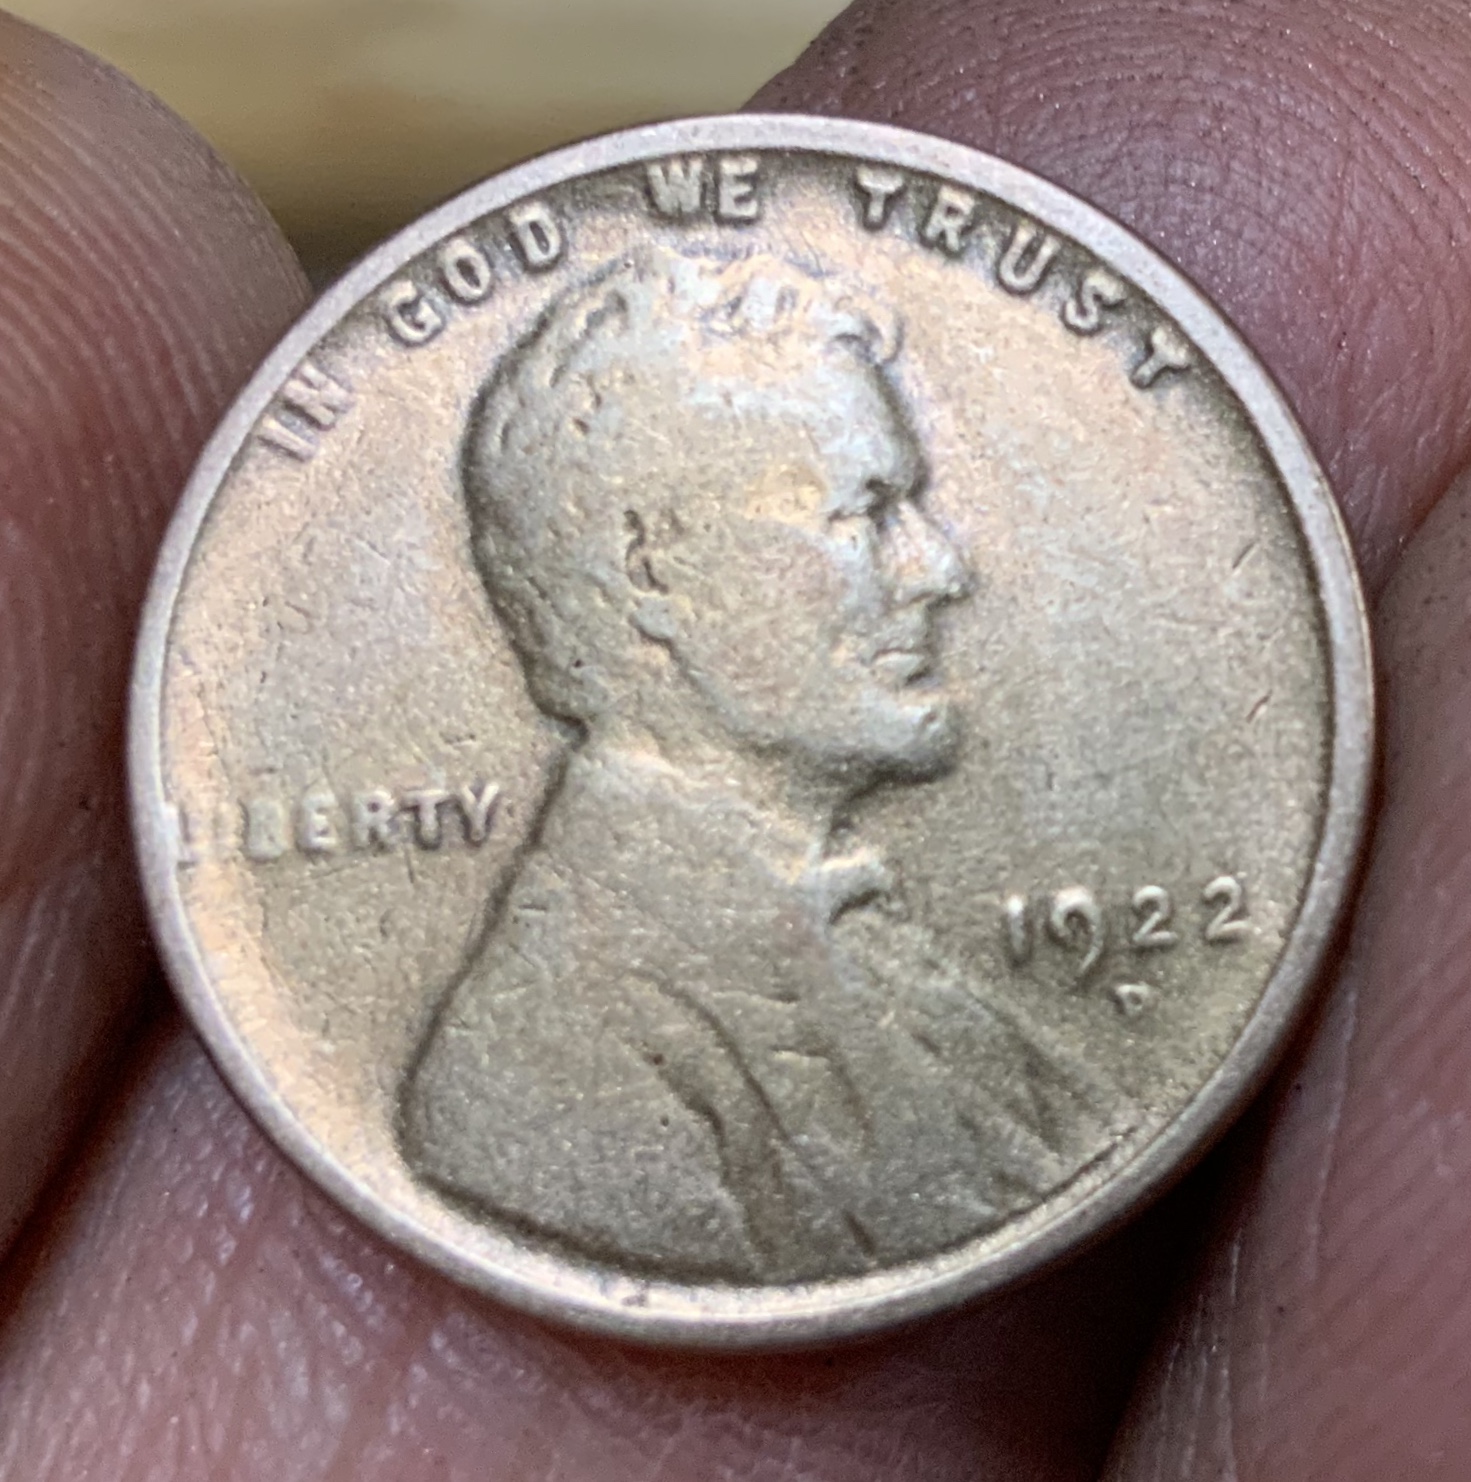 IN GOD WE TRUST
LIBERTY
1922
D